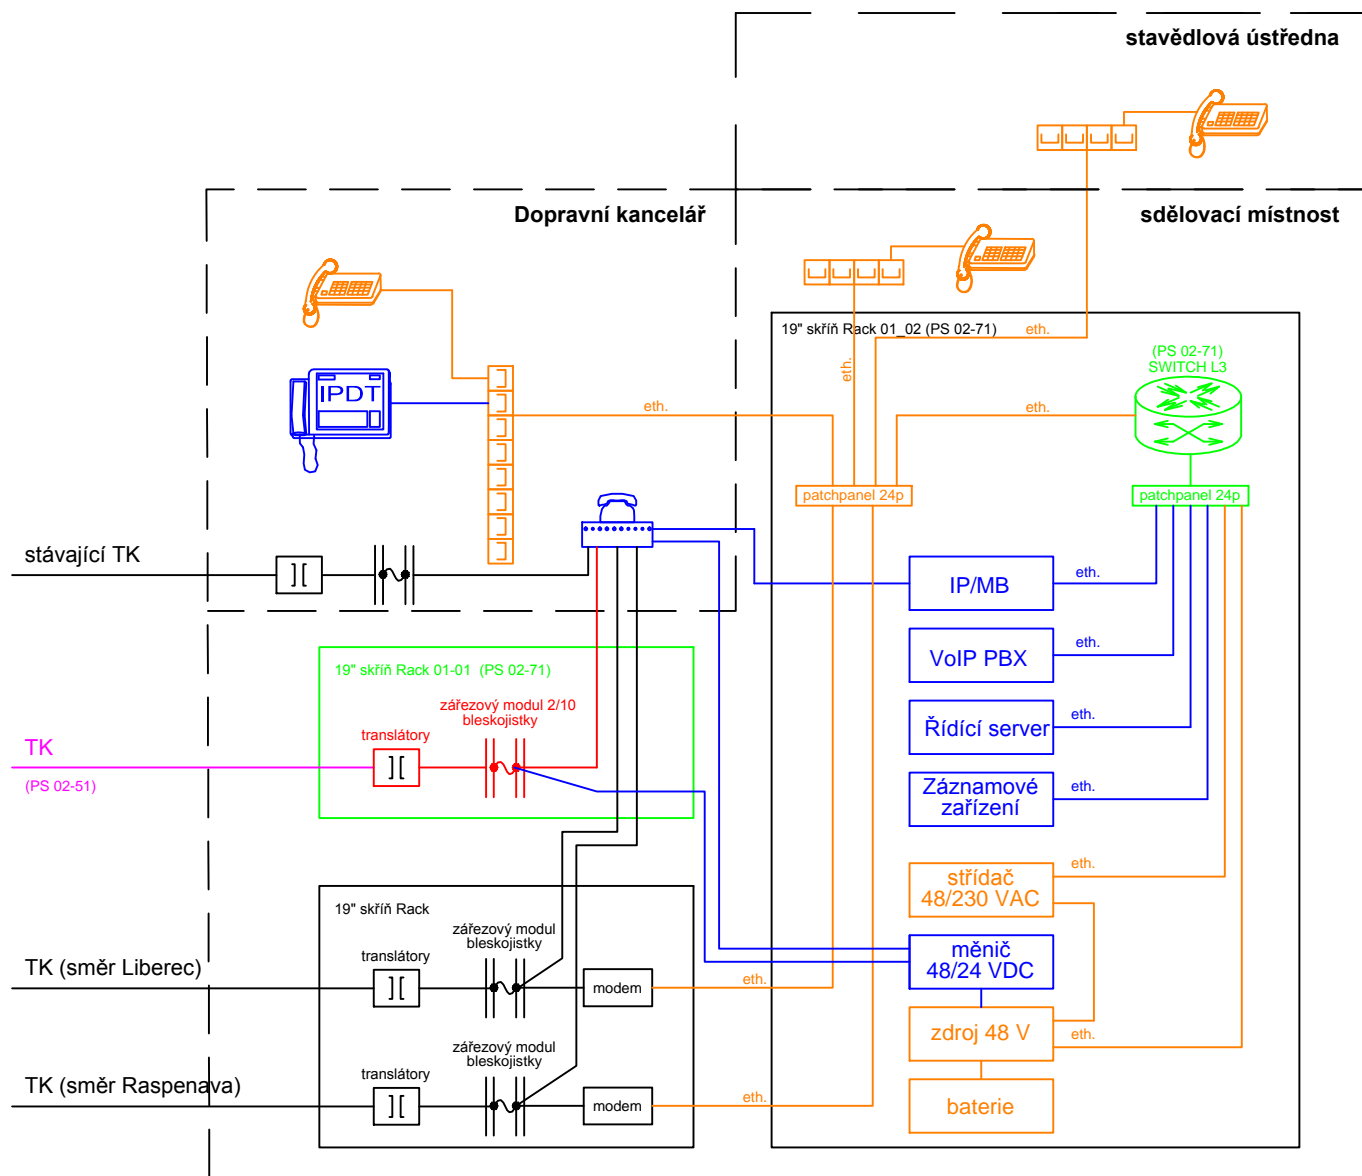 stavědlová ústředna
Dopravní kancelář
sdělovací místnost
19" skříň Rack 01_02 (PS 02-71)
eth.
eth.
(PS 02-71)
SWITCH L3
IPDT
eth.
eth.
patchpanel 24p
patchpanel 24p
stávající TK
][
IP/MB
eth.
VoIP PBX
eth.
19" skříň Rack 01-01 (PS 02-71)
zářezový modul 2/10
bleskojistky
translátory
][
TK
(PS 02-51)
Řídící server
eth.
Záznamové
zařízení
eth.
střídač
48/230 VAC
eth.
19" skříň Rack
zářezový modul
bleskojistky
translátory
][
modem
eth.
TK (směr Liberec)
měnič
48/24 VDC
zdroj 48 V
eth.
zářezový modul
bleskojistky
translátory
][
modem
eth.
TK (směr Raspenava)
baterie